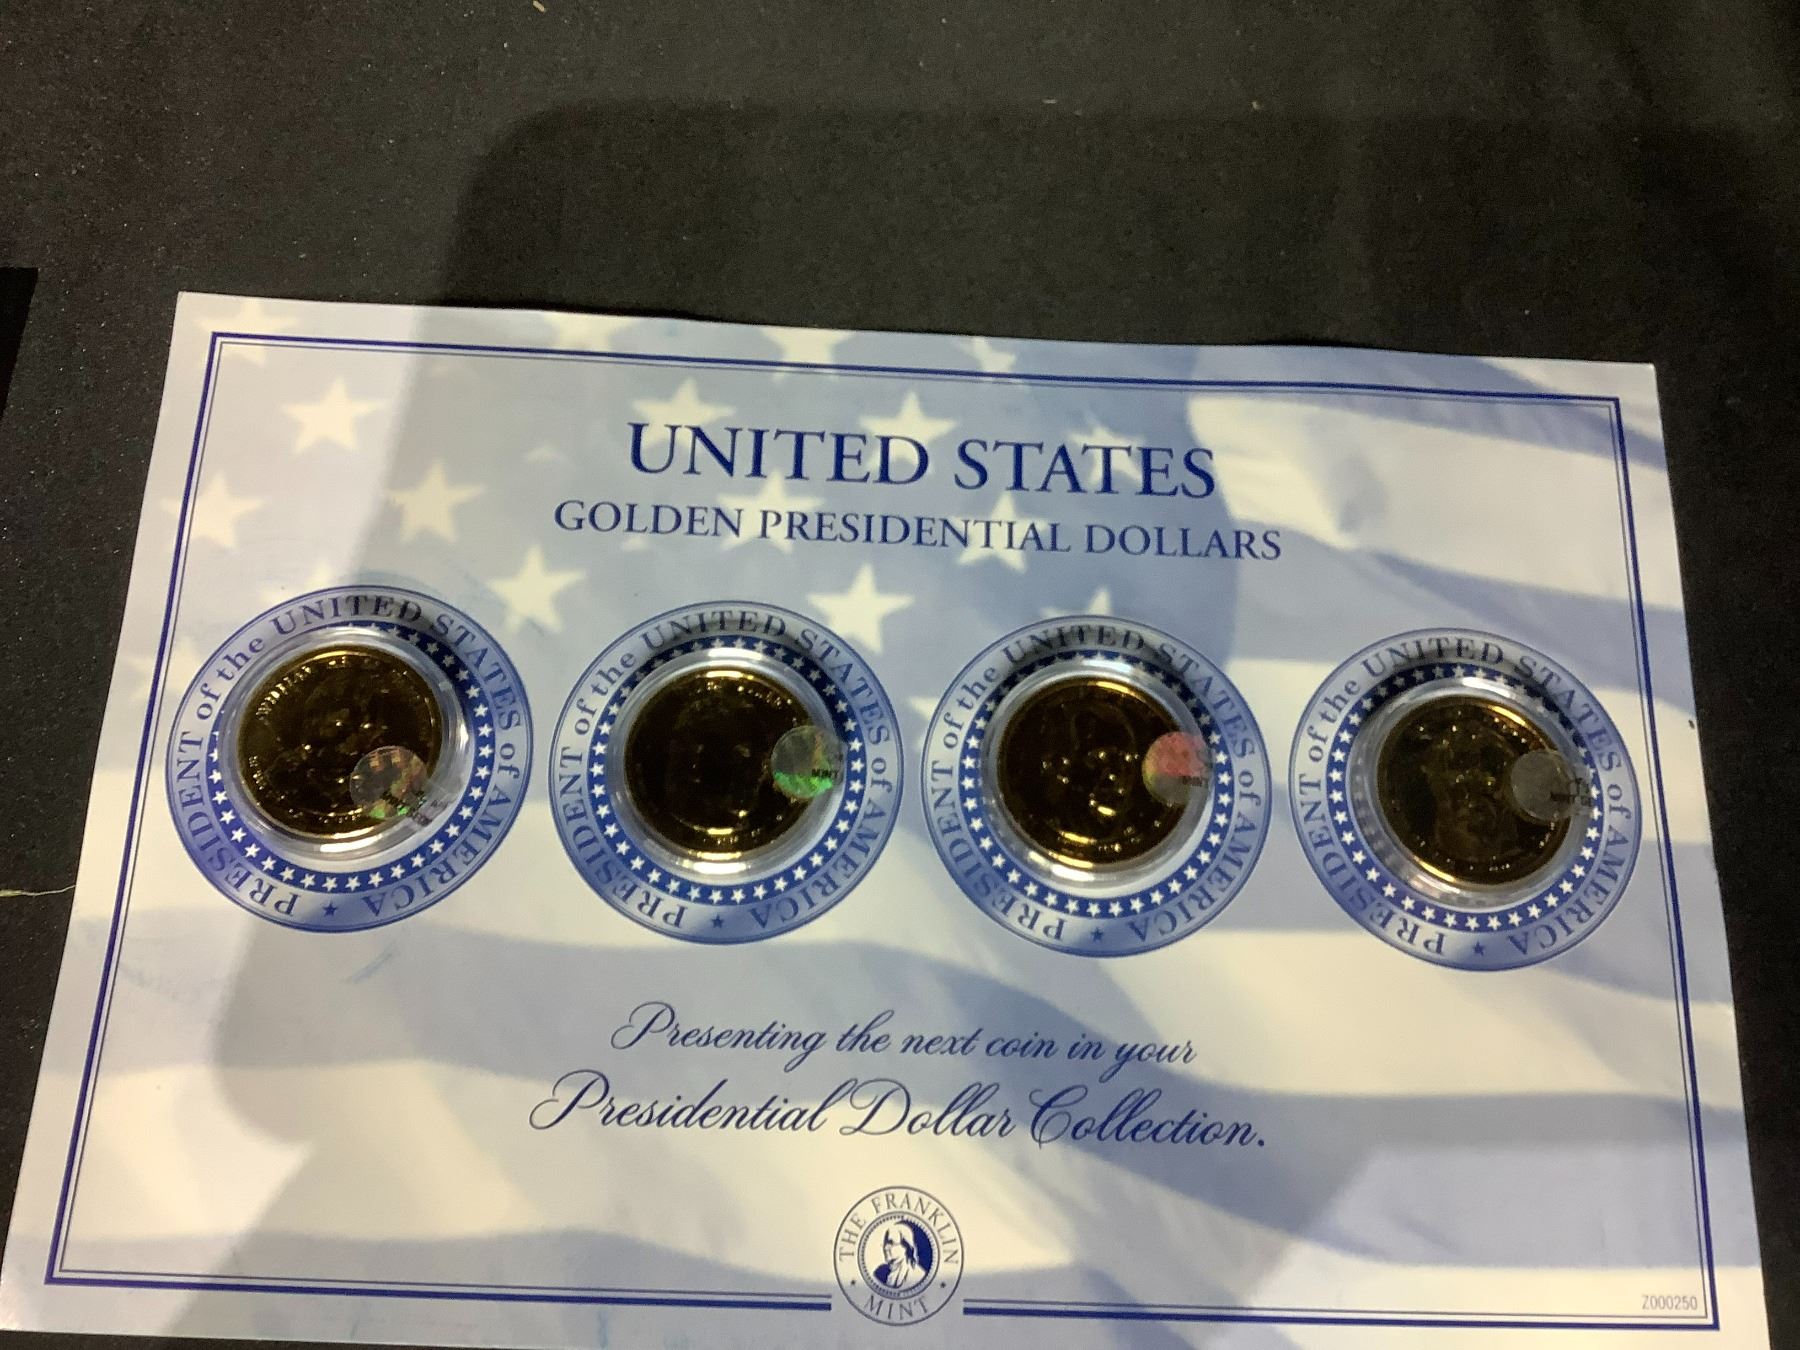 UNITED STATES
GOLDEN PRESIDENTIAL DOLLARS
PRESIDENT of the UNITED STATES of AMERICA ★
PRESIDENT of the UNITED STATES of AMERICA ★
MINT
PRESIDENT of the UNITED STATES of AMERICA ★
PRESIDENT of the UNITED STATES of AMERICA ★
MINT
Presenting the next coin in your
Presidential Dollar Collection.
THE FRANKLIN
MINT
Z000250